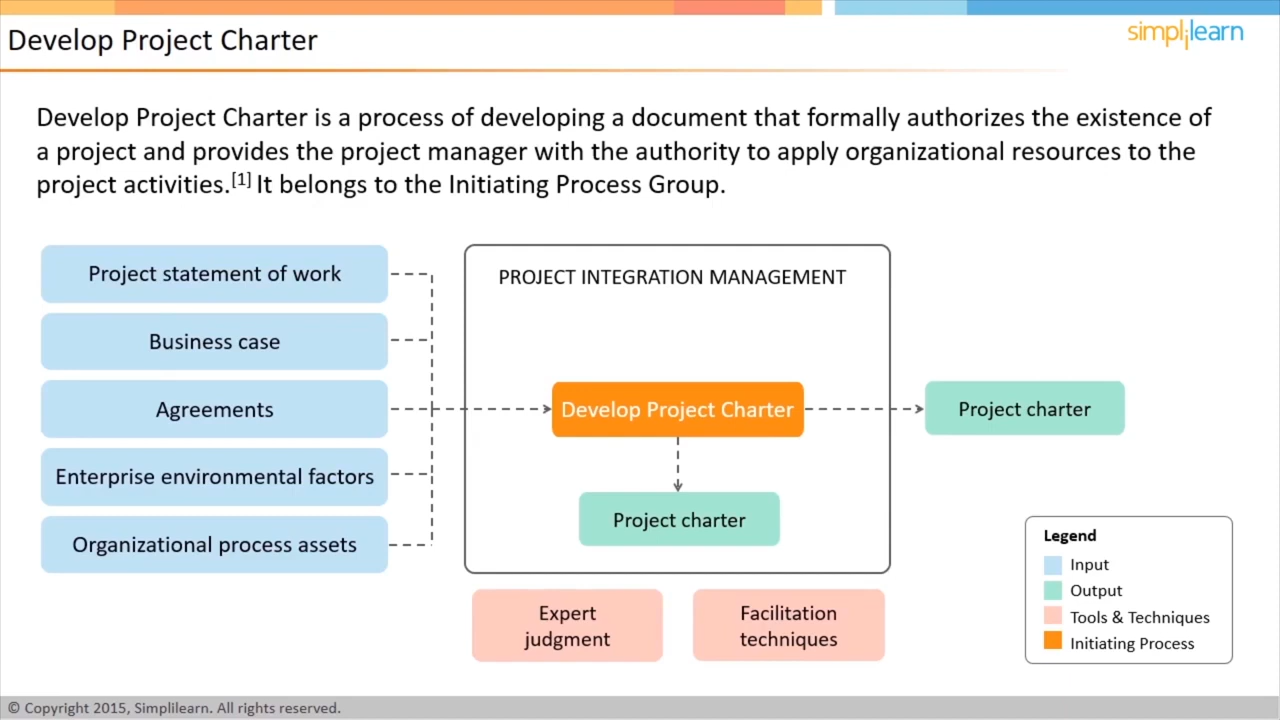 Develop Project Charter
simplilearn
Develop Project Charter is a process of developing a document that formally authorizes the existence of
a project and provides the project manager with the authority to apply organizational resources to the
project activities.[1] It belongs to the Initiating Process Group.
Project statement of work
Business case
Agreements
Enterprise environmental factors
Organizational process assets
PROJECT INTEGRATION MANAGEMENT
Develop Project Charter
Project charter
Project charter
Expert
judgment
Facilitation
techniques
Legend
Input
Output
Tools & Techniques
Initiating Process
© Copyright 2015, Simplilearn. All rights reserved.